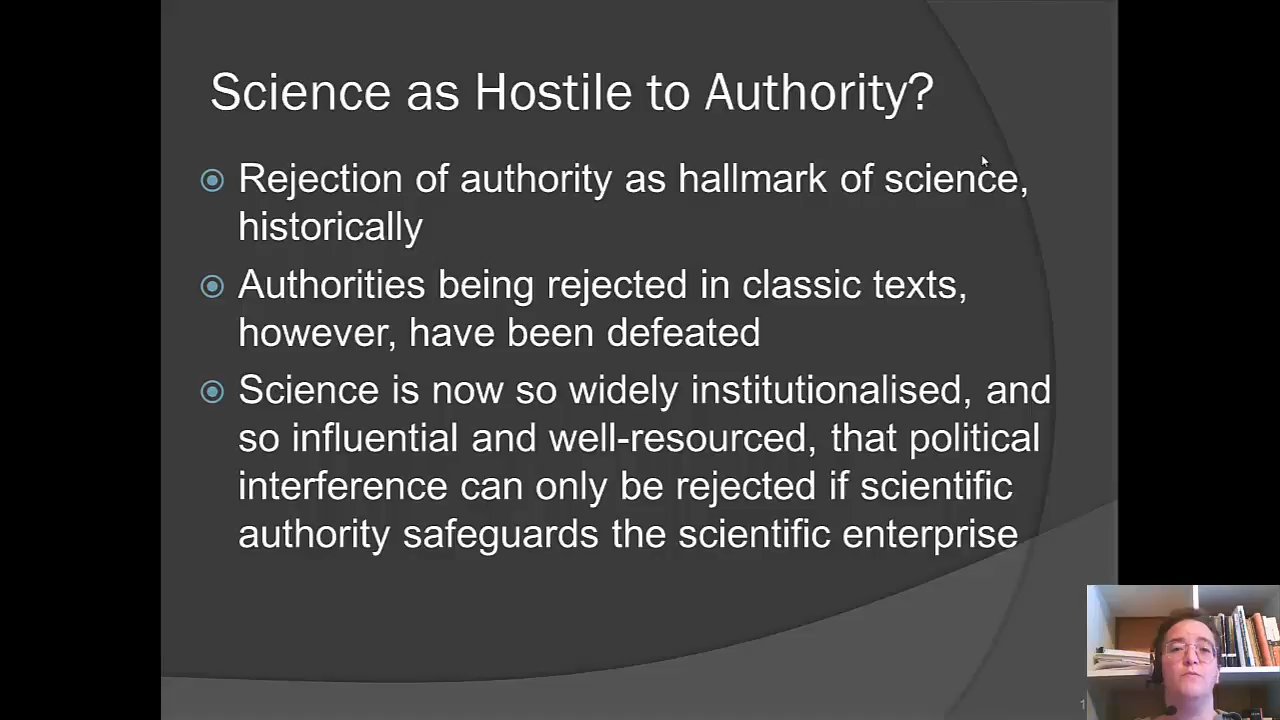 Science as Hostile to Authority?
Rejection of authority as hallmark of science,
historically
Authorities being rejected in classic texts,
however, have been defeated
Science is now so widely institutionalised, and
so influential and well-resourced, that political
interference can only be rejected if scientific
authority safeguards the scientific enterprise
1